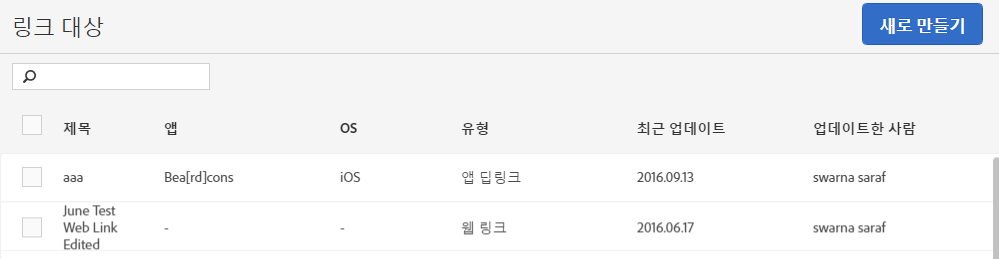 링크 대상
새로 만들기
제목 앱 OS 유형 최근 업데이트 업데이트한 사람
aaa Bea[rd]cons iOS 앱 딥링크 2016.09.13 swarna saraf
June Test
Web Link - - 웹 링크 2016.06.17 swarna saraf
Edited